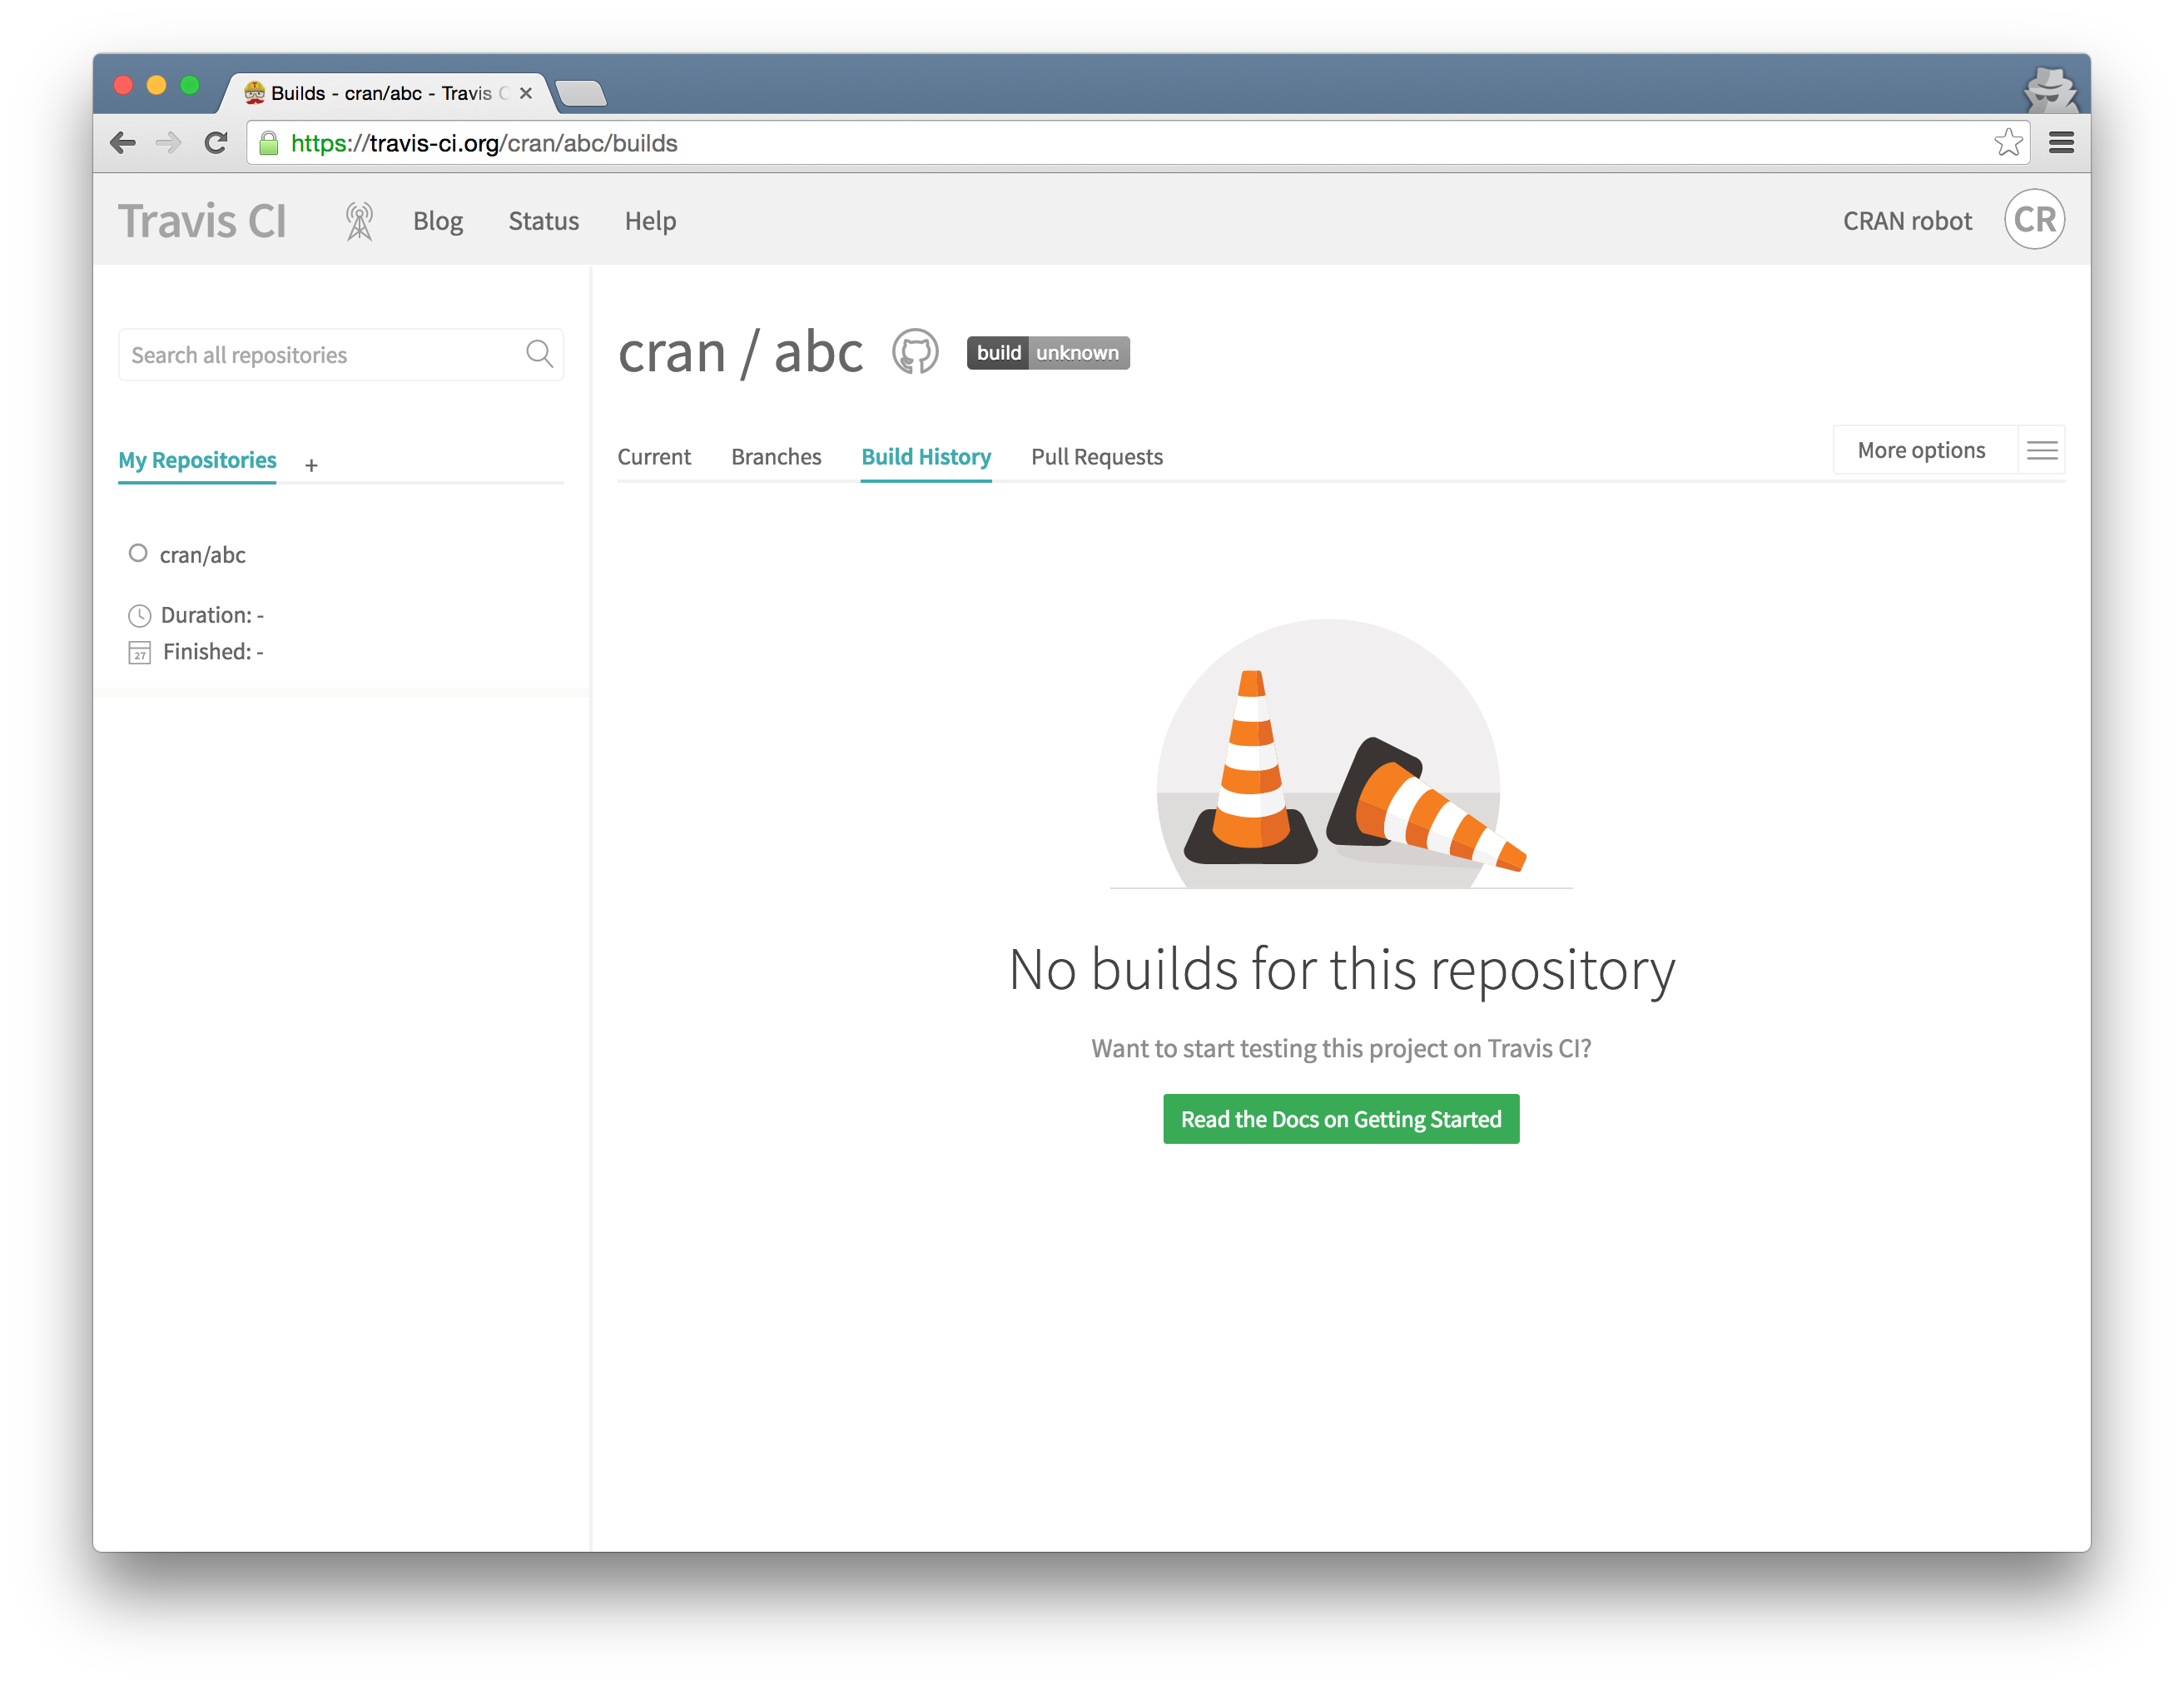 Builds - cran/abc - Travis C
https://travis-ci.org/cran/abc/builds
Travis CI
Blog
Status
Help
CRAN robot
CR
Search all repositories
cran / abc
build unknown
My Repositories
+
Current
Branches
Build History
Pull Requests
More options
cran/abc
Duration: -
27
Finished: -
No builds for this repository
Want to start testing this project on Travis CI?
Read the Docs on Getting Started